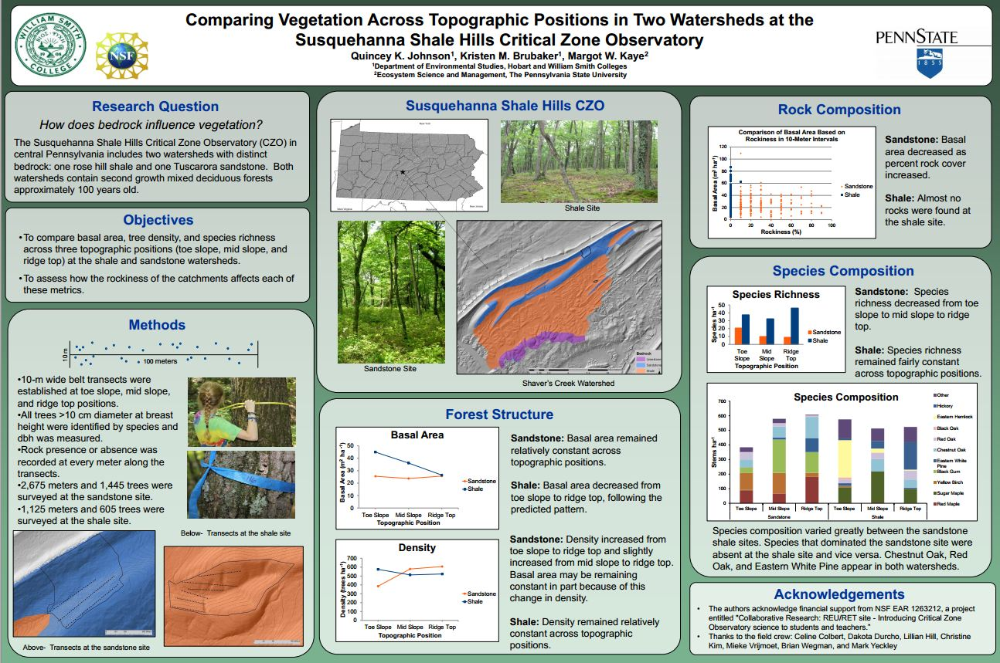 Comparing Vegetation Across Topographic Positions in Two Watersheds at the
Susquehanna Shale Hills Critical Zone Observatory
Quincey K. Johnson¹, Kristen M. Brubaker¹, Margot W. Kaye²
¹Department of Environmental Studies, Hobart and William Smith Colleges
²Ecosystem Science and Management, The Pennsylvania State University
WILLIAM SMITH
COLLEGE
ΒΙΟΣ ΨΥΧΗ
1908
NSF
PENNSTATE
1855
Research Question
How does bedrock influence vegetation?
The Susquehanna Shale Hills Critical Zone Observatory (CZO) in
central Pennsylvania includes two watersheds with distinct
bedrock: one rose hill shale and one Tuscarora sandstone. Both
watersheds contain second growth mixed deciduous forests
approximately 100 years old.
Objectives
•To compare basal area, tree density, and species richness
across three topographic positions (toe slope, mid slope, and
ridge top) at the shale and sandstone watersheds.
•To assess how the rockiness of the catchments affects each of
these metrics.
Methods
10 m
100 meters
•10-m wide belt transects were
established at toe slope, mid slope,
and ridge top positions.
•All trees >10 cm diameter at breast
height were identified by species and
dbh was measured.
•Rock presence or absence was
recorded at every meter along the
transects.
•2,675 meters and 1,445 trees were
surveyed at the sandstone site.
•1,125 meters and 605 trees were
surveyed at the shale site.
Below- Transects at the shale site
Above- Transects at the sandstone site
Susquehanna Shale Hills CZO
New York
West Virginia
Maryland
New Jersey
Shale Site
Sandstone Site
Bedrock
Limestone
Sandstone
Shale
Shaver's Creek Watershed
Forest Structure
Basal Area
Basal Area (m² ha⁻¹)
50
40
30
20
10
0
Toe Slope Mid Slope Ridge Top
Topographic Position
Sandstone
Shale
Sandstone: Basal area remained
relatively constant across
topographic positions.
Shale: Basal area decreased from
toe slope to ridge top, following the
predicted pattern.
Density
Density (trees ha⁻¹)
700
600
500
400
300
200
100
0
Toe Slope Mid Slope Ridge Top
Topographic Position
Sandstone
Shale
Sandstone: Density increased from
toe slope to ridge top and slightly
increased from mid slope to ridge top.
Basal area may be remaining
constant in part because of this
change in density.
Shale: Density remained relatively
constant across topographic
positions.
Rock Composition
Comparison of Basal Area Based on
Rockiness in 10-Meter Intervals
Basal Area (m² ha⁻¹)
120
100
80
60
40
20
0
0 20 40 60 80 100
Rockiness (%)
Sandstone
Shale
Sandstone: Basal
area decreased as
percent rock cover
increased.
Shale: Almost no
rocks were found at
the shale site.
Species Composition
Species Richness
Species ha⁻¹
50
40
30
20
10
0
Toe Slope Mid Slope Ridge Top
Topographic Position
Sandstone
Shale
Sandstone: Species
richness decreased from toe
slope to mid slope to ridge
top.
Shale: Species richness
remained fairly constant
across topographic positions.
Species Composition
Stems ha⁻¹
700
600
500
400
300
200
100
0
Toe Slope Mid Slope Ridge Top Toe Slope Mid Slope Ridge Top
Sandstone Shale
Other
Hickory
Eastern Hemlock
Black Oak
Red Oak
Chestnut Oak
Eastern White
Pine
Black Gum
Yellow Birch
Sugar Maple
Red Maple
Species composition varied greatly between the sandstone
shale sites. Species that dominated the sandstone site were
absent at the shale site and vice versa. Chestnut Oak, Red
Oak, and Eastern White Pine appear in both watersheds.
Acknowledgements
• The authors acknowledge financial support from NSF EAR 1263212, a project
entitled "Collaborative Research: REU/RET site - Introducing Critical Zone
Observatory science to students and teachers."
• Thanks to the field crew: Celine Colbert, Dakota Durcho, Lillian Hill, Christine
Kim, Mieke Vrijmoet, Brian Wegman, and Mark Yeckley